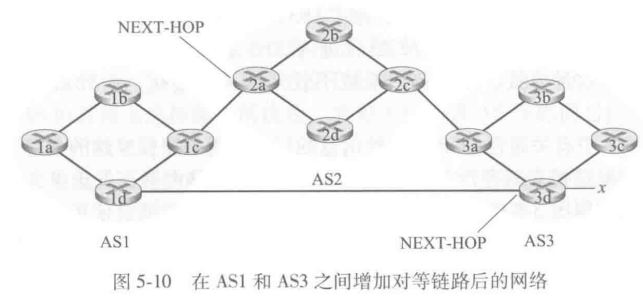 NEXT-HOP
2b
2a
2c
1b
3b
2d
1a
1c
3a
3c
1d
AS2
3d
x
AS1
NEXT-HOP
AS3
图 5-10 在 AS1 和 AS3 之间增加对等链路后的网络